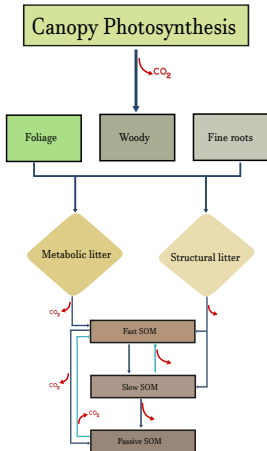 Canopy Photosynthesis
CO2
Foliage
Woody
Fine roots
Metabolic litter
Structural litter
CO2
Fast SOM
CO2
Slow SOM
CO2
Passive SOM